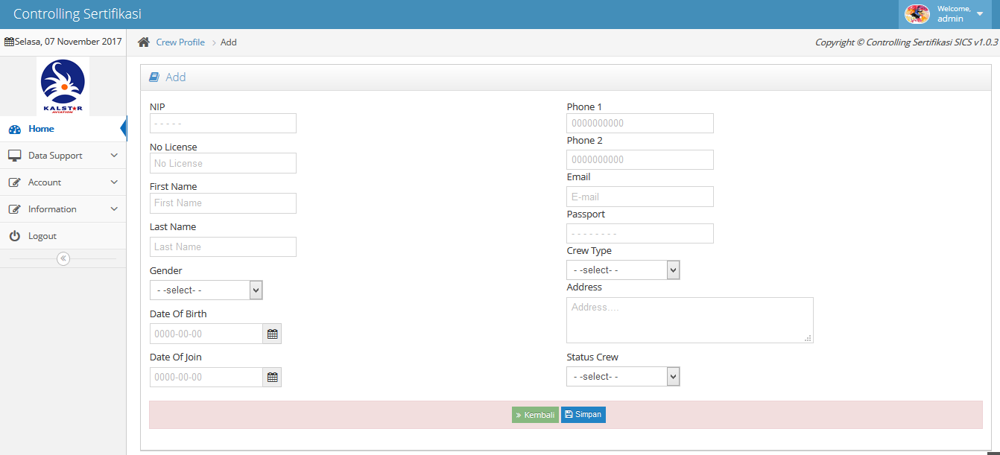 Controlling Sertifikasi
Welcome,
admin
Selasa, 07 November 2017
Crew Profile > Add
Copyright © Controlling Sertifikasi SICS v1.0.3
KALSTAR
AVIATION
Home
Data Support
Account
Information
Logout
Add
NIP
- - - - -
No License
No License
First Name
First Name
Last Name
Last Name
Gender
- -select- -
Date Of Birth
0000-00-00
Date Of Join
0000-00-00
Phone 1
0000000000
Phone 2
0000000000
Email
E-mail
Passport
- - - - - - - -
Crew Type
- -select- -
Address
Address....
Status Crew
- -select- -
» Kembali
Simpan